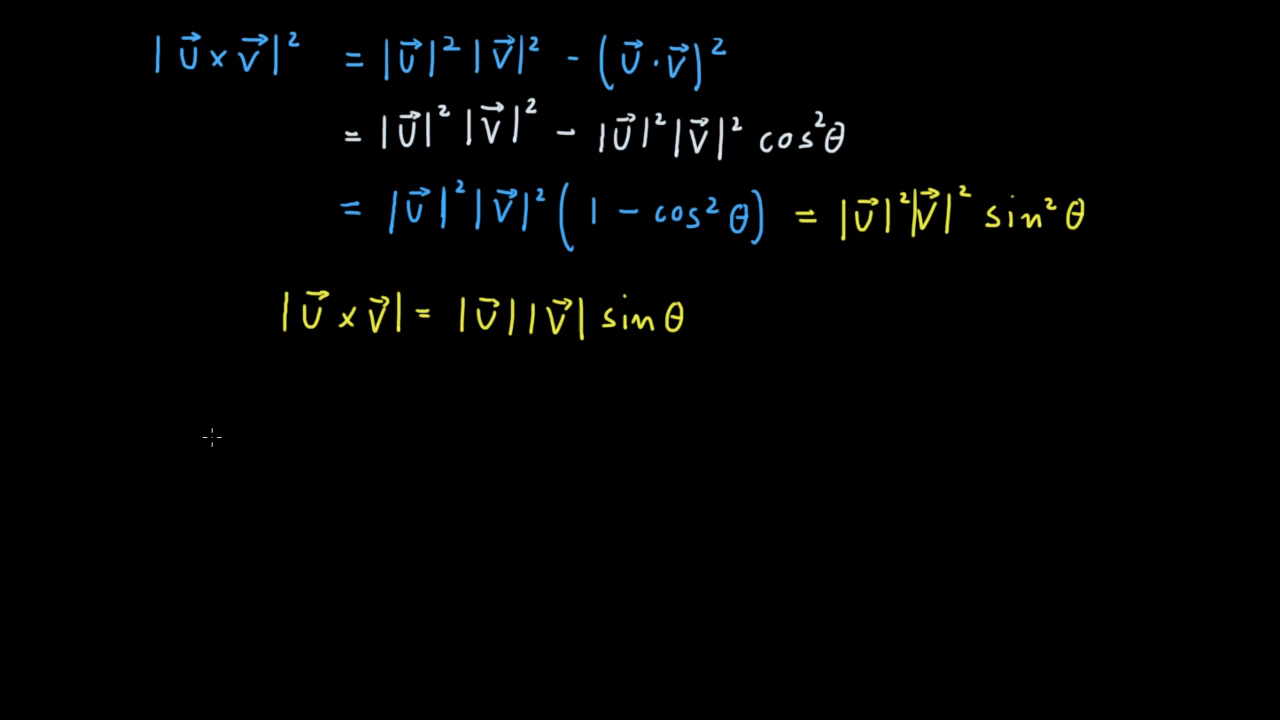 |u⃗ × v⃗|² = |u⃗|² |v⃗|² - (u⃗ · v⃗)²
= |u⃗|² |v⃗|² - |u⃗|² |v⃗|² cos²θ
= |u⃗|² |v⃗|² (1 - cos²θ) = |u⃗|² |v⃗|² sin²θ
|u⃗ × v⃗| = |u⃗| |v⃗| sin θ